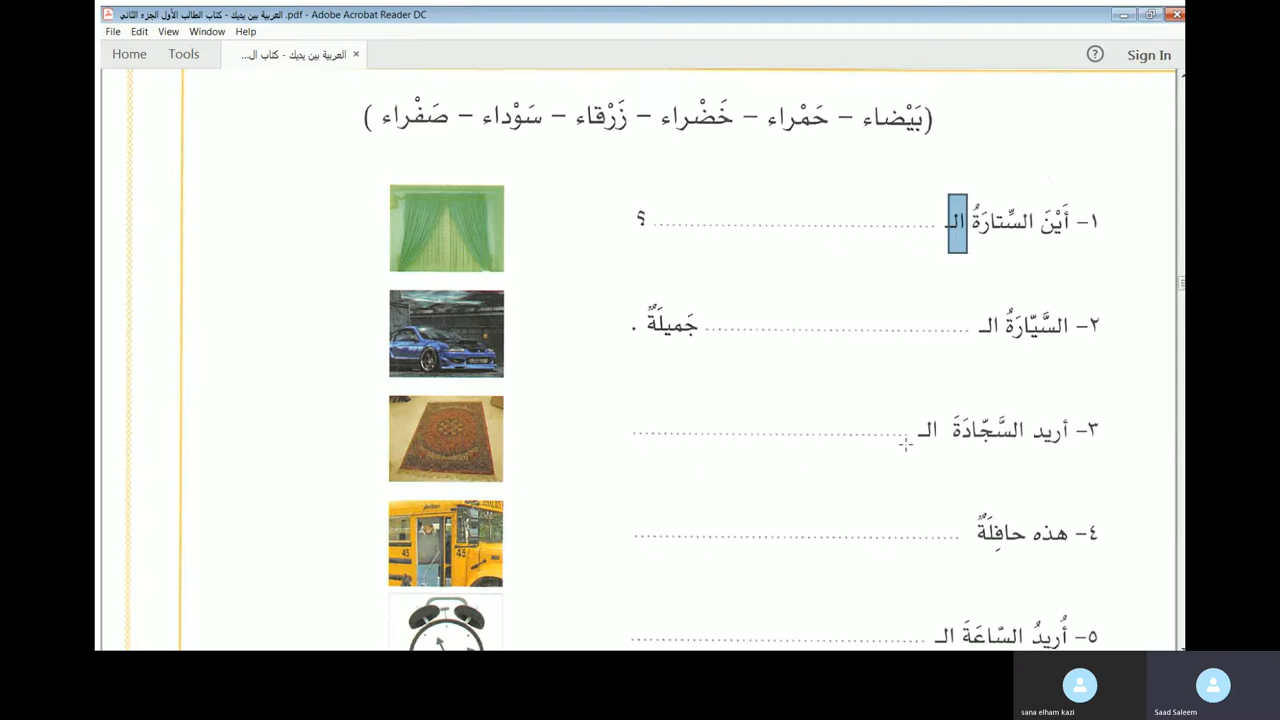 العربية بين يديك - كتاب الطالب الأول الجزء الثاني .pdf - Adobe Acrobat Reader DC
File Edit View Window Help
Home Tools العربية بين يديك - كتاب ال... × ? Sign In
(بَيْضاء – حَمْراء – خَضْراء – زَرْقاء – سَوْداء – صَفْراء )
١- أَيْنَ السِّتارَةُ الـ ........................ ؟
٢- السَّيّارَةُ الـ ........................ جَميلَةٌ .
٣- أريد السَّجّادَةَ الـ ........................
٤- هذه حافِلَةٌ ........................
45 45
٥- أُريدُ السّاعَةَ الـ ........................
sana elham kazi
Saad Saleem